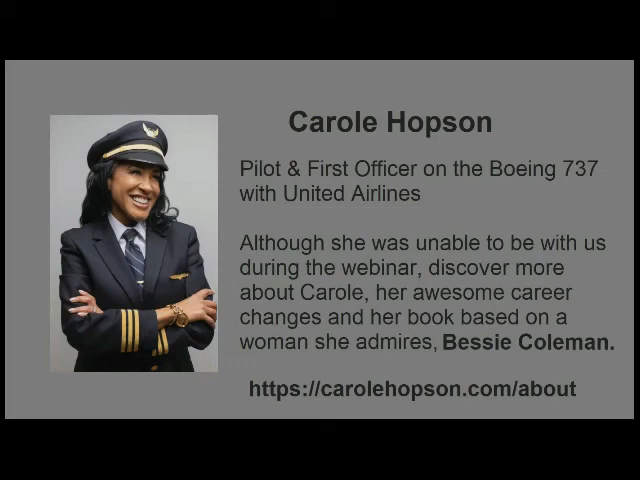 Carole Hopson
Pilot & First Officer on the Boeing 737
with United Airlines
Although she was unable to be with us
during the webinar, discover more
about Carole, her awesome career
changes and her book based on a
woman she admires, Bessie Coleman.
https://carolehopson.com/about